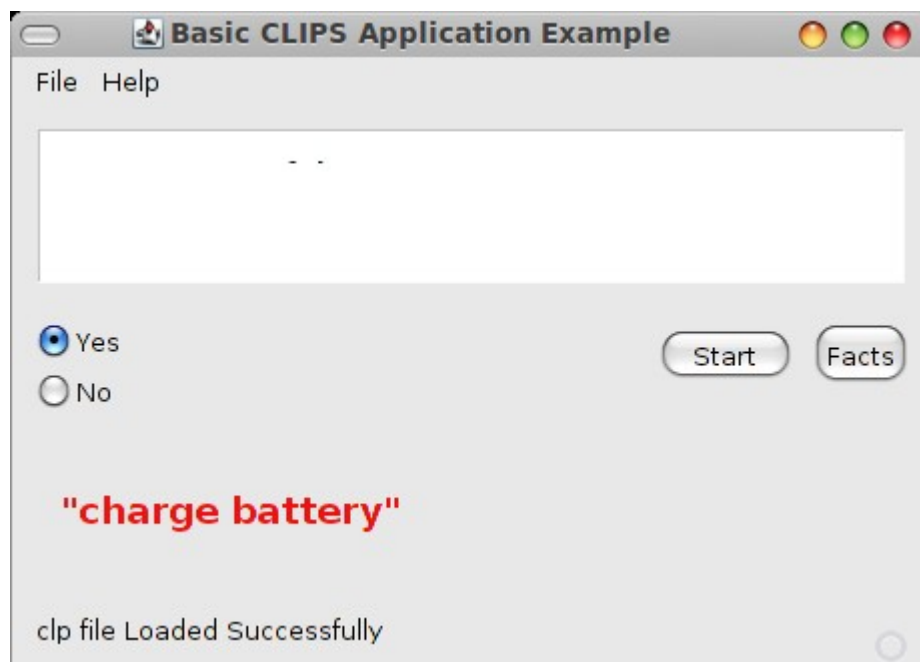 Basic CLIPS Application Example
File Help
Yes
Start Facts
No
"charge battery"
clp file Loaded Successfully